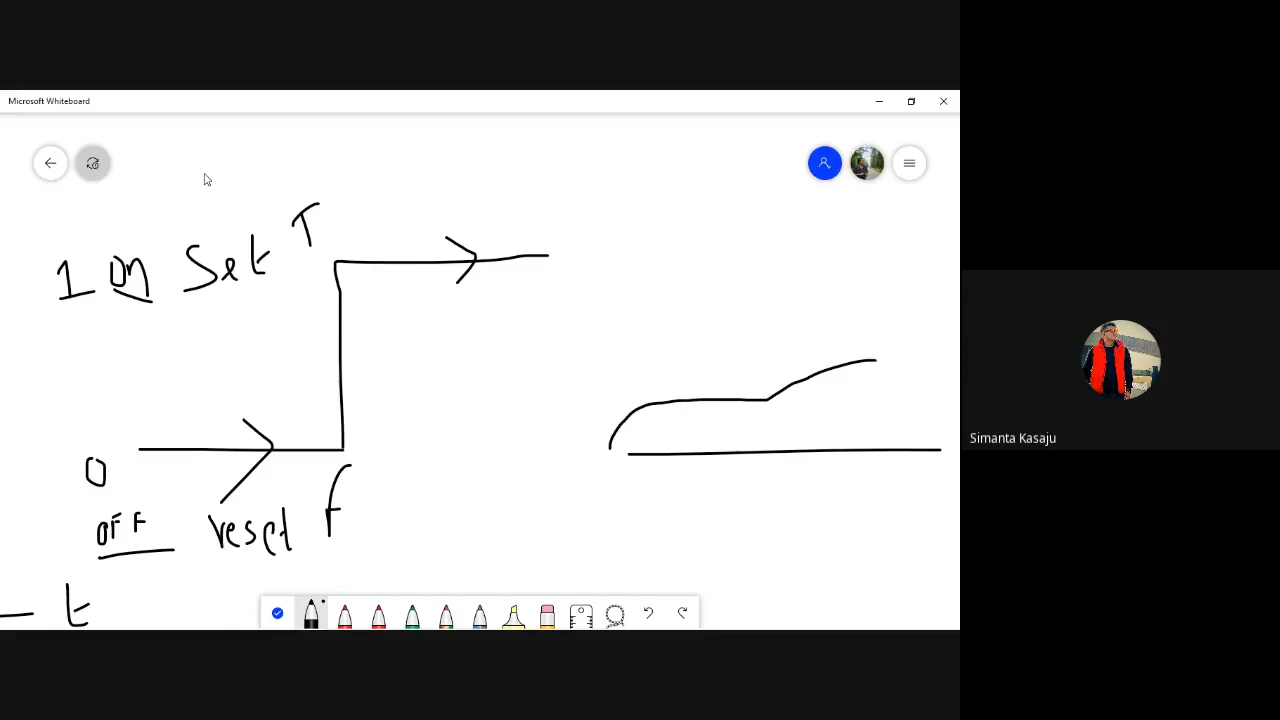 Microsoft Whiteboard
1 on Set T
0
OFF reset F
t
Simanta Kasaju